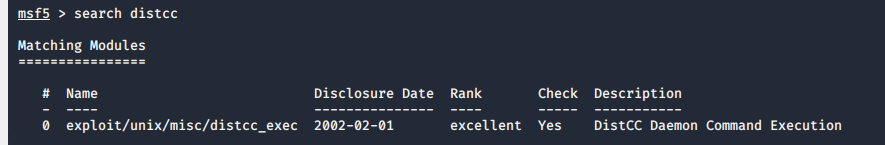 msf5 > search distcc
Matching Modules
================
#  Name                            Disclosure Date  Rank       Check  Description
-  ----                            ---------------  ----       -----  -----------
0  exploit/unix/misc/distcc_exec  2002-02-01       excellent  Yes    DistCC Daemon Command Execution